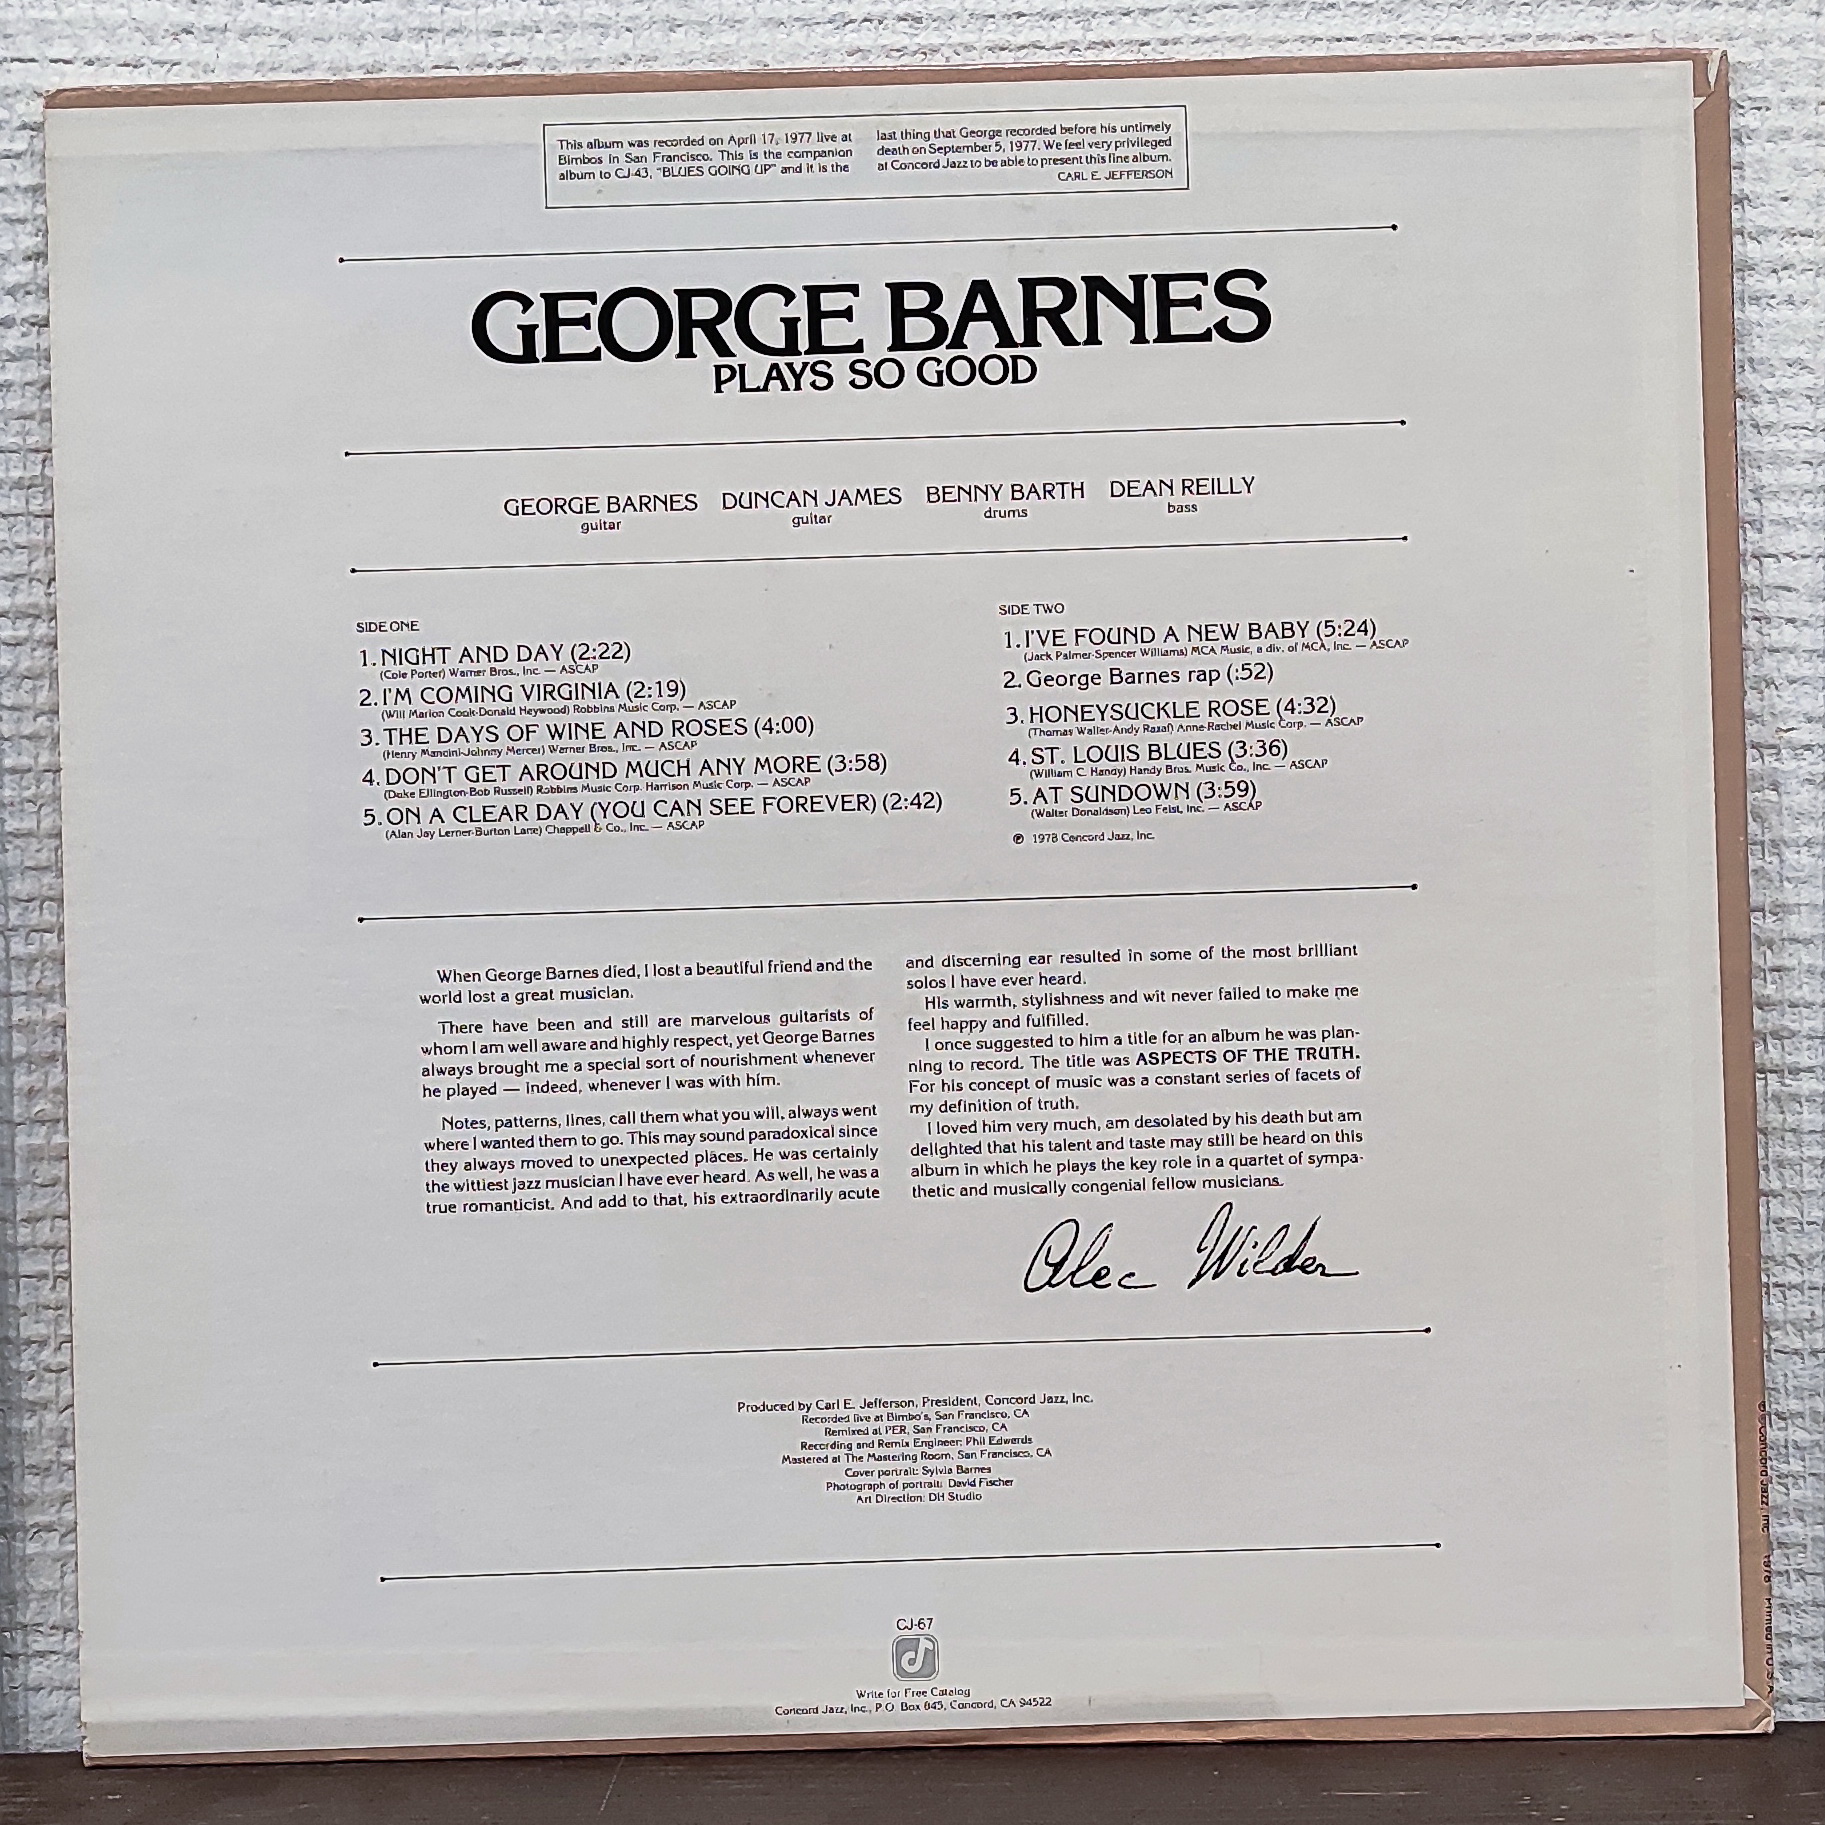 This album was recorded on April 17, 1977 live at
Bimbos in San Francisco. This is the companion
album to CJ-43, "BLUES GOING UP" and it is the
last thing that George recorded before his untimely
death on September 5, 1977. We feel very privileged
at Concord Jazz to be able to present this fine album.
CARL E. JEFFERSON
GEORGE BARNES
PLAYS SO GOOD
GEORGE BARNES DUNCAN JAMES BENNY BARTH DEAN REILLY
guitar guitar drums bass
SIDE ONE
1. NIGHT AND DAY (2:22)
(Cole Porter) Warner Bros., Inc. — ASCAP
2. I'M COMING VIRGINIA (2:19)
(Will Marion Cook-Donald Heywood) Robbins Music Corp. — ASCAP
3. THE DAYS OF WINE AND ROSES (4:00)
(Henry Mancini-Johnny Mercer) Warner Bros., Inc. — ASCAP
4. DON'T GET AROUND MUCH ANY MORE (3:58)
(Duke Ellington-Bob Russell) Robbins Music Corp. Harrison Music Corp. — ASCAP
5. ON A CLEAR DAY (YOU CAN SEE FOREVER) (2:42)
(Alan Jay Lerner-Burton Lane) Chappell & Co., Inc. — ASCAP
SIDE TWO
1. I'VE FOUND A NEW BABY (5:24)
(Jack Palmer-Spencer Williams) MCA Music, a div. of MCA, Inc. — ASCAP
2. George Barnes rap (:52)
3. HONEYSUCKLE ROSE (4:32)
(Thomas Waller-Andy Razaf) Anne-Rachel Music Corp. — ASCAP
4. ST. LOUIS BLUES (3:36)
(William C. Handy) Handy Bros. Music Co., Inc. — ASCAP
5. AT SUNDOWN (3:59)
(Walter Donaldson) Leo Feist, Inc. — ASCAP
℗ 1978 Concord Jazz, Inc.
When George Barnes died, I lost a beautiful friend and the
world lost a great musician.
There have been and still are marvelous guitarists of
whom I am well aware and highly respect, yet George Barnes
always brought me a special sort of nourishment whenever
he played — indeed, whenever I was with him.
Notes, patterns, lines, call them what you will, always went
where I wanted them to go. This may sound paradoxical since
they always moved to unexpected places. He was certainly
the wittiest jazz musician I have ever heard. As well, he was a
true romanticist. And add to that, his extraordinarily acute
and discerning ear resulted in some of the most brilliant
solos I have ever heard.
His warmth, stylishness and wit never failed to make me
feel happy and fulfilled.
I once suggested to him a title for an album he was plan-
ning to record. The title was ASPECTS OF THE TRUTH.
For his concept of music was a constant series of facets of
my definition of truth.
I loved him very much, am desolated by his death but am
delighted that his talent and taste may still be heard on this
album in which he plays the key role in a quartet of sympa-
thetic and musically congenial fellow musicians.
Alec Wilder
Produced by Carl E. Jefferson, President, Concord Jazz, Inc.
Recorded live at Bimbo's, San Francisco, CA
Remixed at PER, San Francisco, CA
Recording and Remix Engineer: Phil Edwards
Mastered at The Mastering Room, San Francisco, CA
Cover portrait: Sylvia Barnes
Photograph of portrait: David Fischer
Art Direction: DH Studio
CJ-67
Write for Free Catalog
Concord Jazz, Inc., P.O. Box 845, Concord, CA 94522
Concord Jazz, Inc. 1978 Printed in U.S.A.